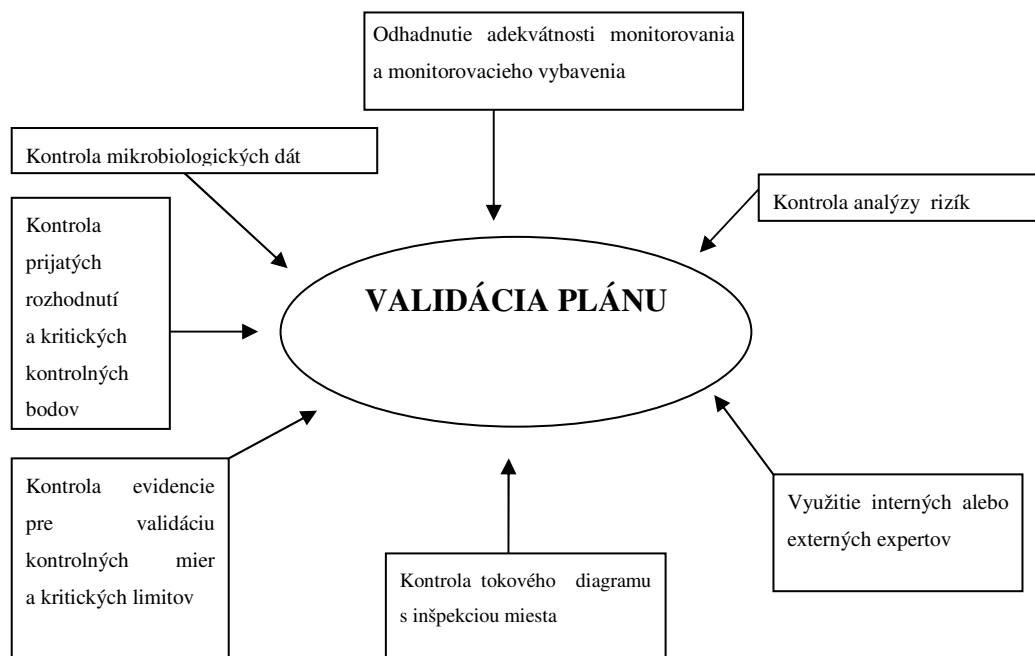 Odhadnutie adekvátnosti monitorovania
a monitorovacieho vybavenia
Kontrola mikrobiologických dát
Kontrola analýzy rizík
Kontrola
prijatých
rozhodnutí
a kritických
kontrolných
bodov
VALIDÁCIA PLÁNU
Kontrola evidencie
pre validáciu
kontrolných mier
a kritických limitov
Kontrola tokového diagramu
s inšpekciou miesta
Využitie interných alebo
externých expertov